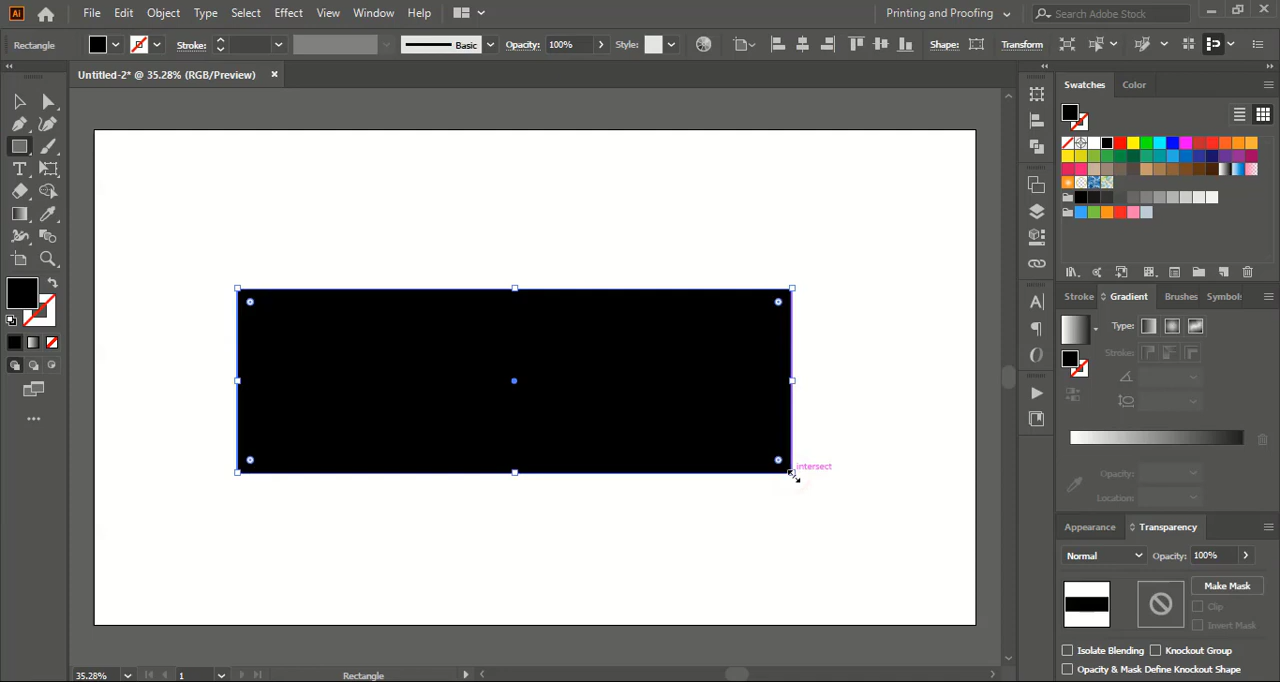 Ai File Edit Object Type Select Effect View Window Help Printing and Proofing Search Adobe Stock
Rectangle Stroke: Basic Opacity: 100% Style: Shape: Transform
Untitled-2* @ 35.28% (RGB/Preview)
Swatches Color
Stroke Gradient Brushes Symbols
Type:
Stroke:
Opacity:
Location:
intersect
Appearance Transparency
Normal Opacity: 100%
Make Mask
Clip
Invert Mask
Isolate Blending Knockout Group
Opacity & Mask Define Knockout Shape
35.28% 1 Rectangle